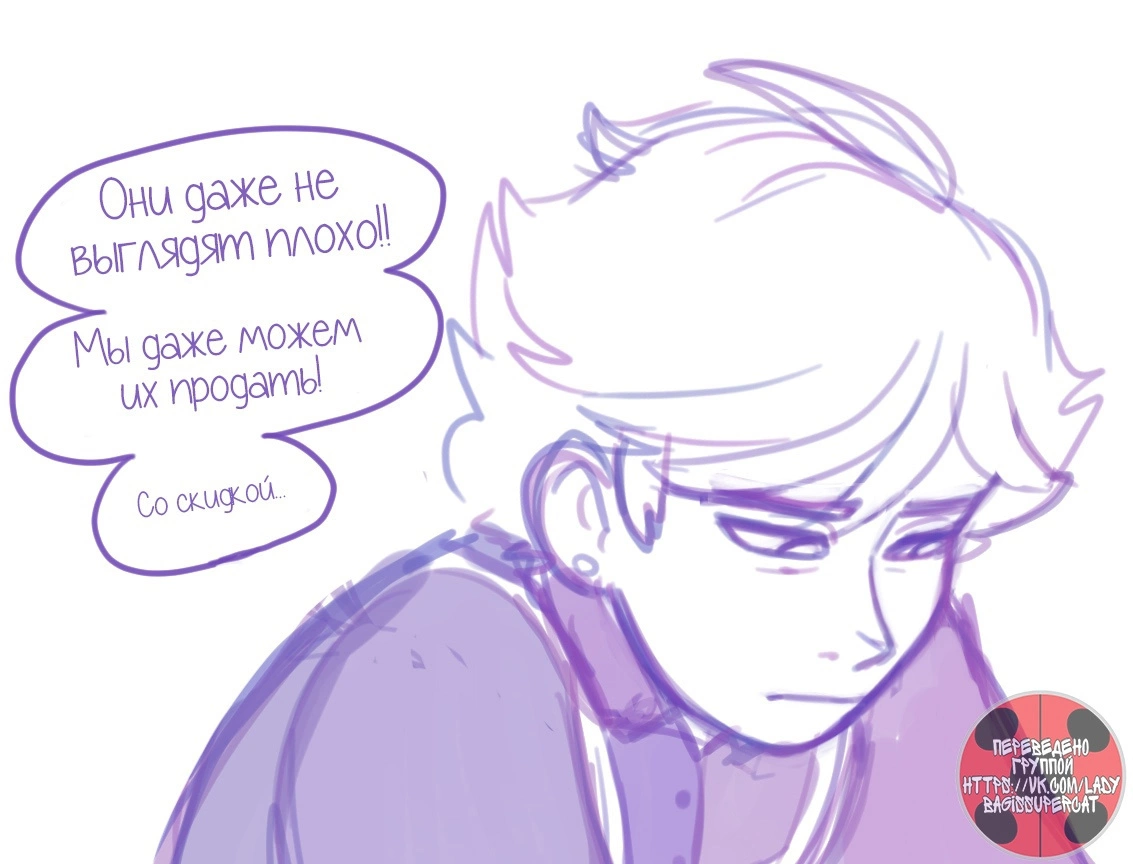 Они даже не
выглядят плохо!!
Мы даже можем
их продать!
Со скидкой...
ПЕРЕВЕДЕНО
ГРУППОЙ
HTTPS://VK.COM/LADY
BAGISSUPERCAT